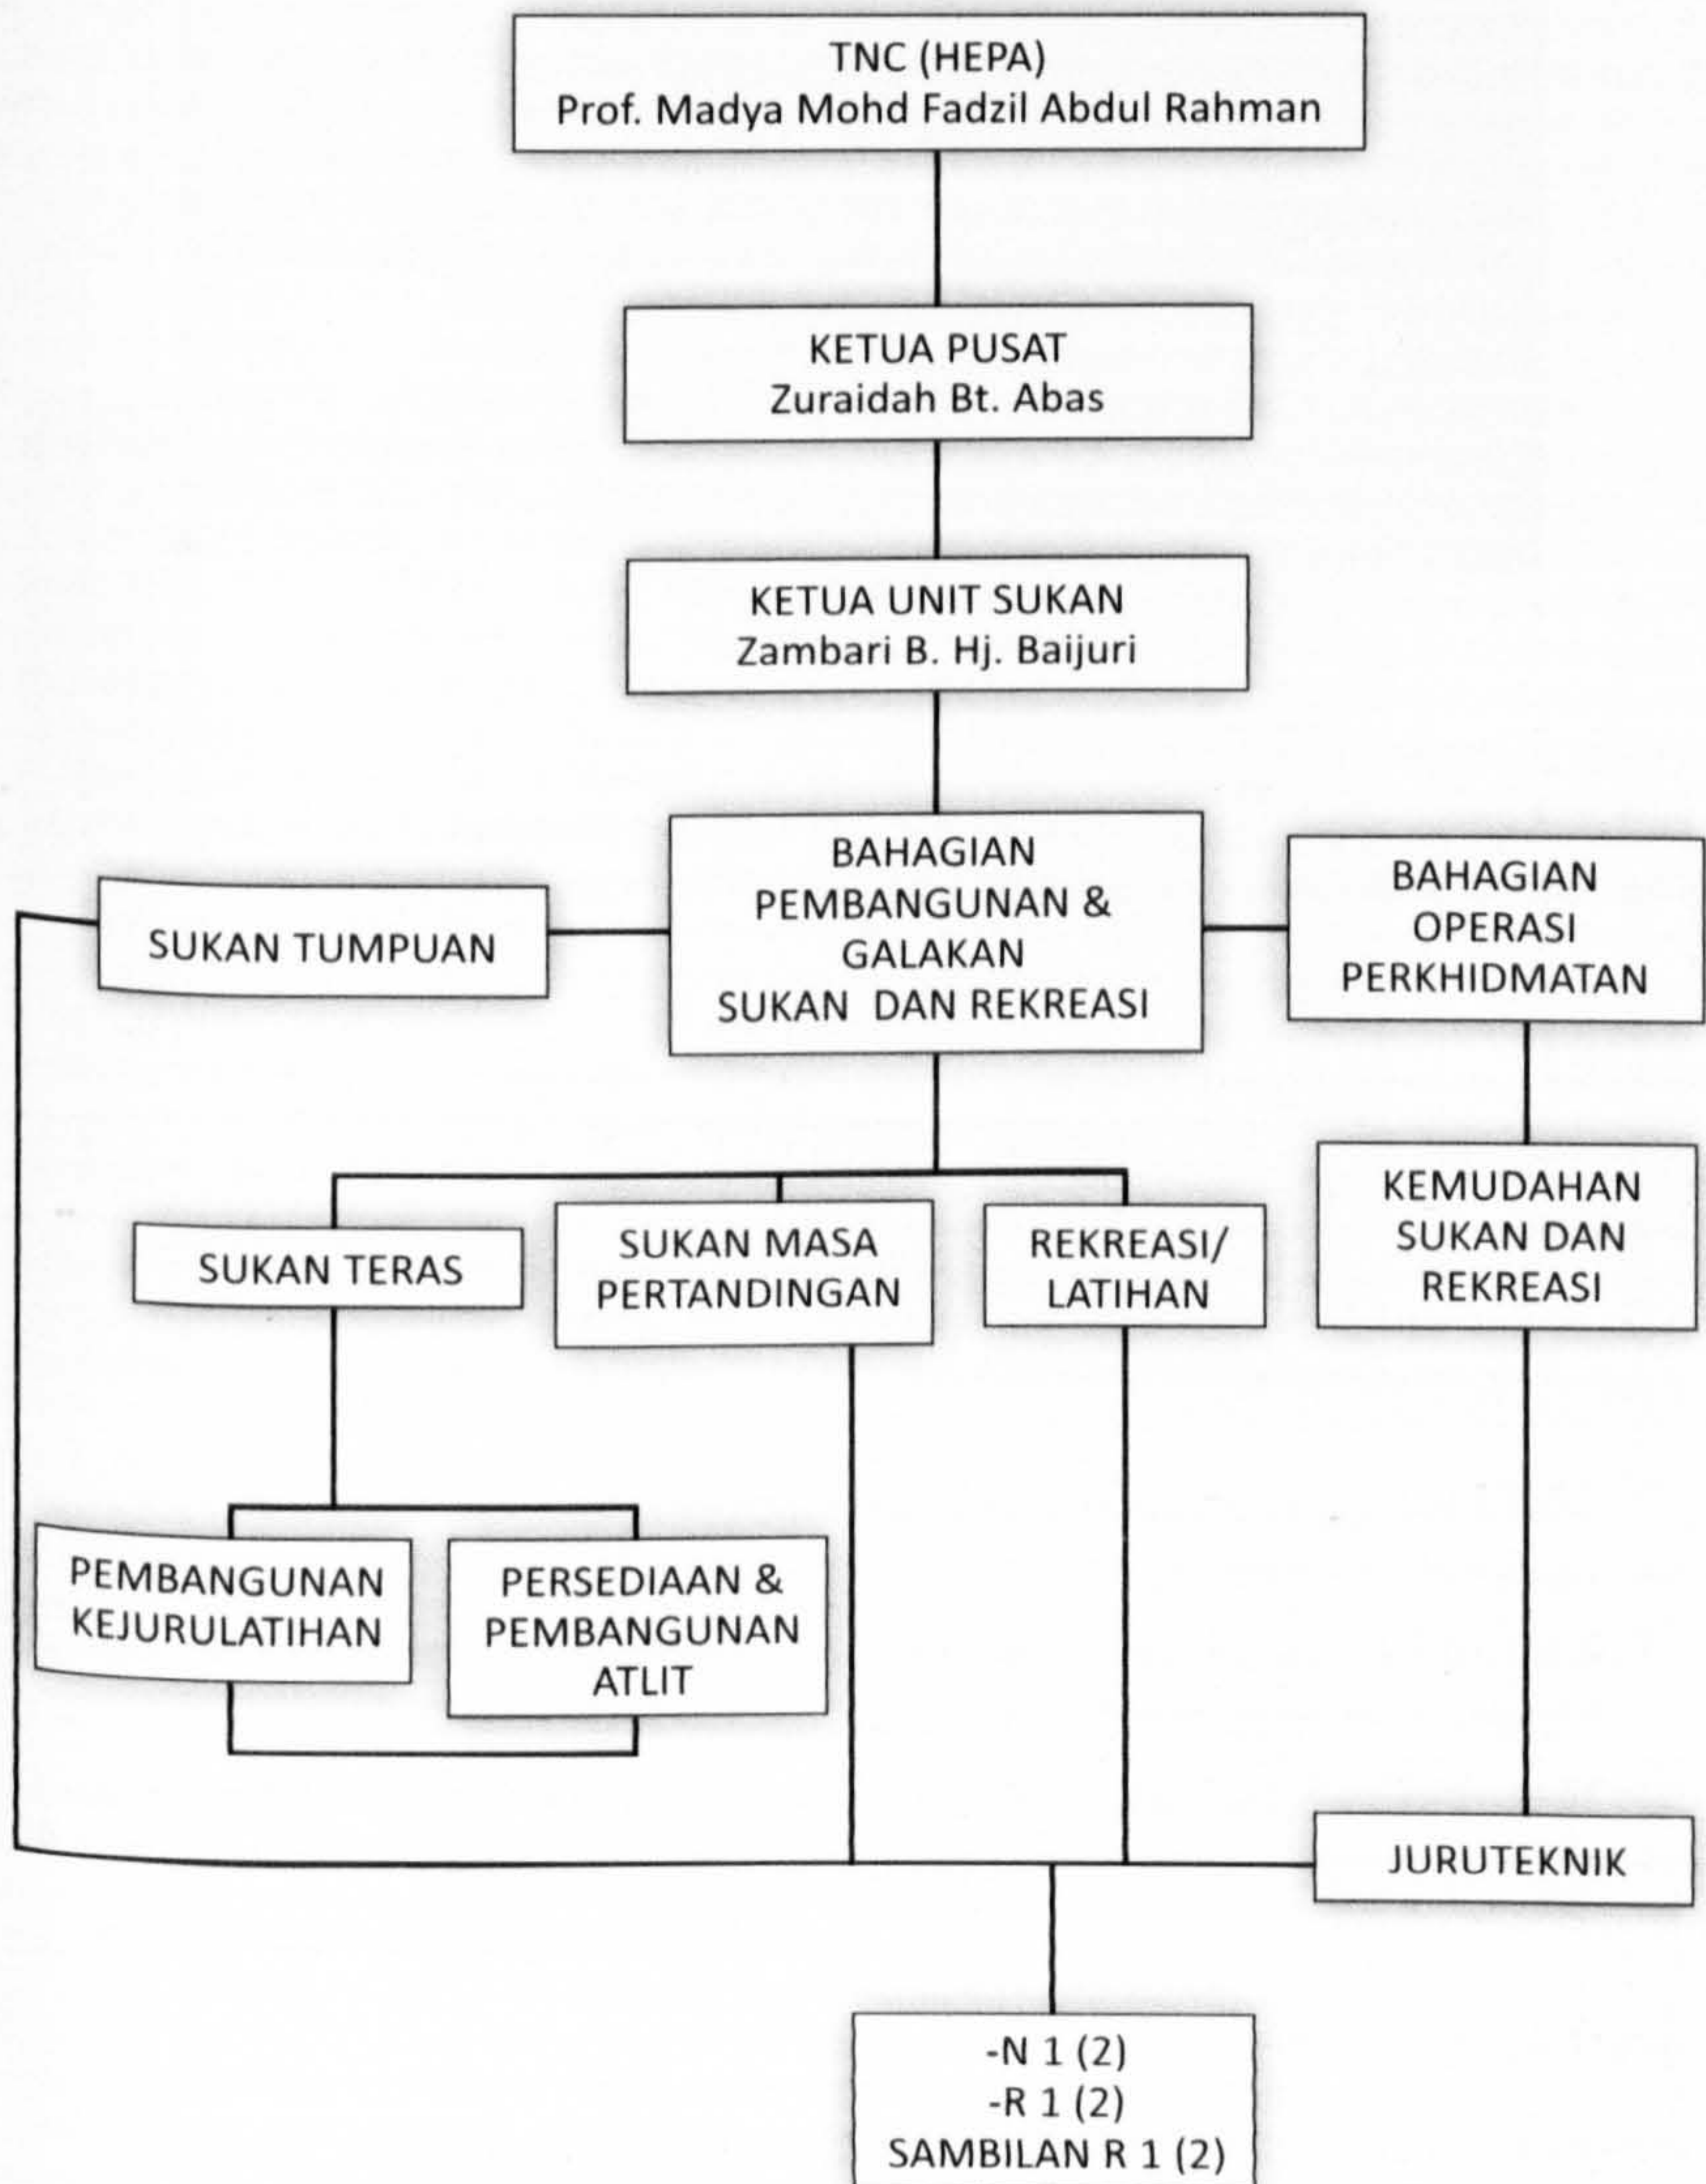 TNC (HEPA)
Prof. Madya Mohd Fadzil Abdul Rahman
KETUA PUSAT
Zuraidah Bt. Abas
KETUA UNIT SUKAN
Zambari B. Hj. Baijuri
SUKAN TUMPUAN
BAHAGIAN
PEMBANGUNAN &
GALAKAN
SUKAN DAN REKREASI
BAHAGIAN
OPERASI
PERKHIDMATAN
SUKAN TERAS
SUKAN MASA
PERTANDINGAN
REKREASI/
LATIHAN
KEMUDAHAN
SUKAN DAN
REKREASI
PEMBANGUNAN
KEJURULATIHAN
PERSEDIAAN &
PEMBANGUNAN
ATLIT
JURUTEKNIK
-N 1 (2)
-R 1 (2)
SAMBILAN R 1 (2)